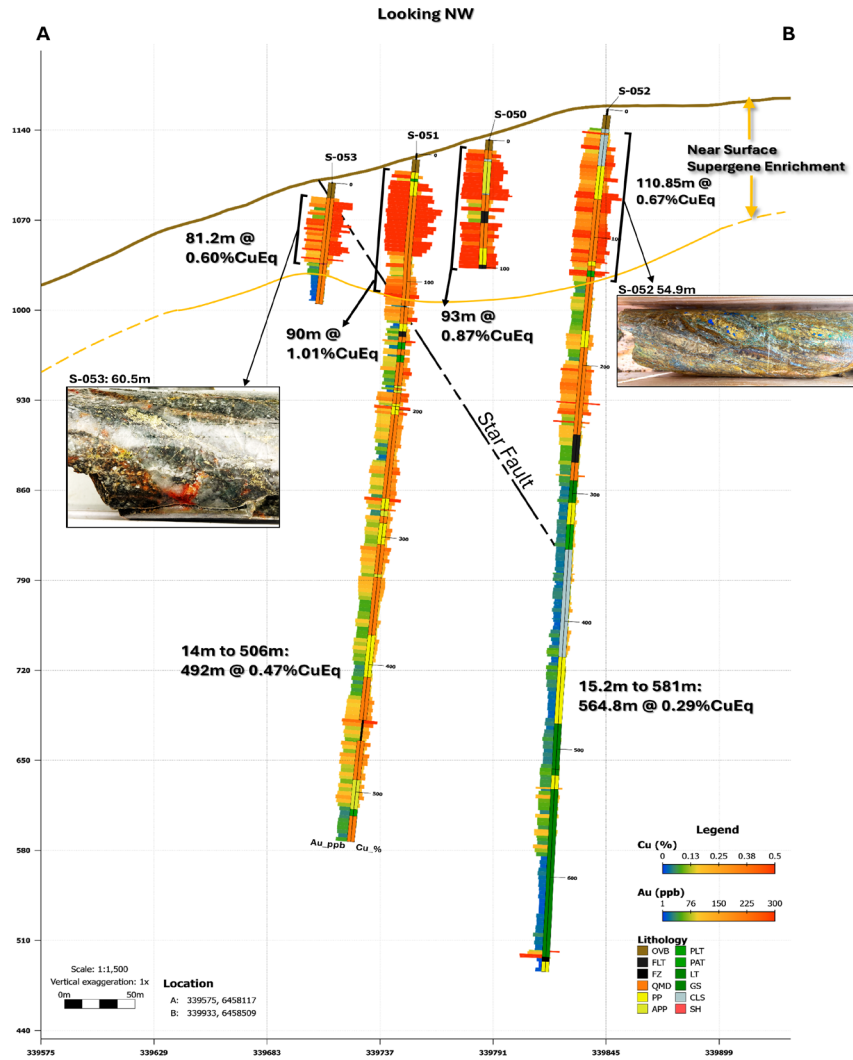 Looking NW
A
B
S-052
S-050
S-051
S-053
0
0
0
0
1140
1070
1000
930
860
790
720
650
580
510
440
Near Surface
Supergene Enrichment
110.85m @
0.67%CuEq
81.2m @
0.60%CuEq
100
100
100
S-052 54.9m
93m @
0.87%CuEq
90m @
1.01%CuEq
S-053: 60.5m
200
200
Star Fault
300
300
400
400
14m to 506m:
492m @ 0.47%CuEq
15.2m to 581m:
564.8m @ 0.29%CuEq
500
500
600
Au_ppb
Cu_%
Legend
Cu (%)
0 0.13 0.25 0.38 0.5
Au (ppb)
1 76 150 225 300
Lithology
OVB PLT
FLT PAT
FZ LT
QMD GS
PP CLS
APP SH
Scale: 1:1,500
Vertical exaggeration: 1x
0m 50m
Location
A: 339575, 6458117
B: 339933, 6458509
339575 339629 339683 339737 339791 339845 339899